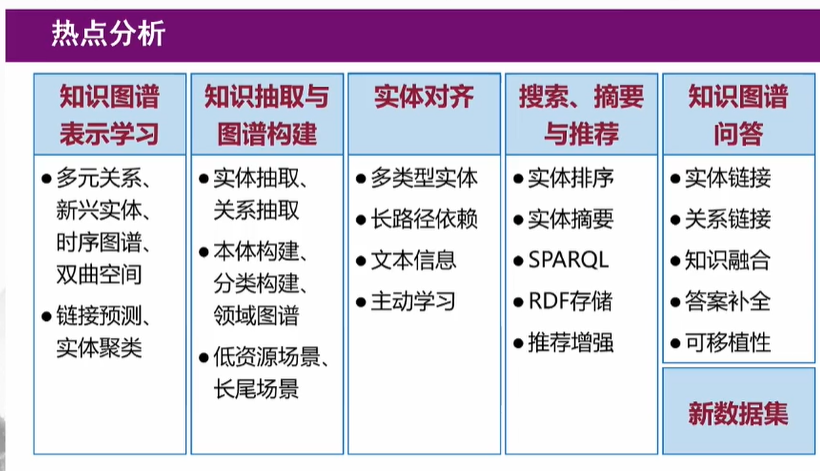 热点分析
知识图谱
表示学习
●多元关系、
新兴实体、
时序图谱、
双曲空间
●链接预测、
实体聚类
知识抽取与
图谱构建
●实体抽取、
关系抽取
●本体构建、
分类构建、
领域图谱
●低资源场景、
长尾场景
实体对齐
●多类型实体
●长路径依赖
●文本信息
●主动学习
搜索、摘要
与推荐
●实体排序
●实体摘要
●SPARQL
●RDF存储
●推荐增强
知识图谱
问答
●实体链接
●关系链接
●知识融合
●答案补全
●可移植性
新数据集